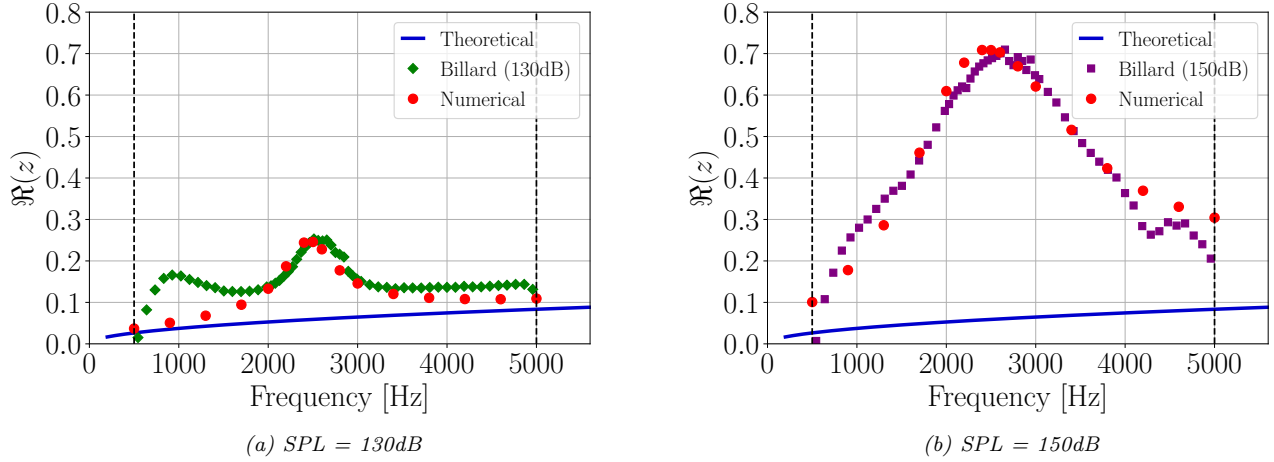 0.8
0.7
0.6
0.5
0.4
0.3
0.2
0.1
0.0
ℜ(z)
Theoretical
Billard (130dB)
Numerical
0 1000 2000 3000 4000 5000
Frequency [Hz]
(a) SPL = 130dB
0.8
0.7
0.6
0.5
0.4
0.3
0.2
0.1
0.0
ℜ(z)
Theoretical
Billard (150dB)
Numerical
0 1000 2000 3000 4000 5000
Frequency [Hz]
(b) SPL = 150dB